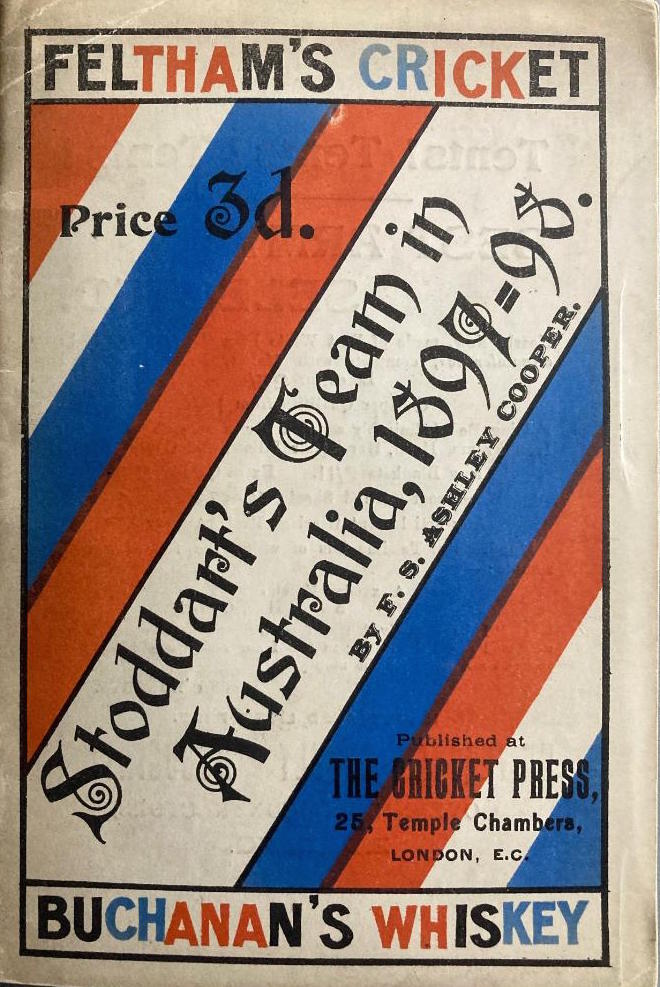 FELTHAM'S CRICKET
Price 3d.
Stoddart's Team in
Australia, 1897=98.
By F. S. ASHLEY COOPER.
Published at
THE CRICKET PRESS,
25, Temple Chambers,
LONDON, E.C.
BUCHANAN'S WHISKEY